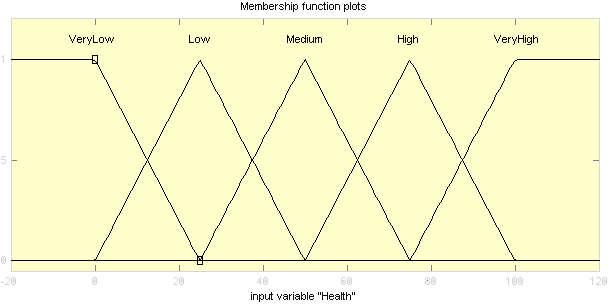 Membership function plots
VeryLow Low Medium High VeryHigh
1
5
0
-20 0 20 40 60 80 100 120
input variable "Health"